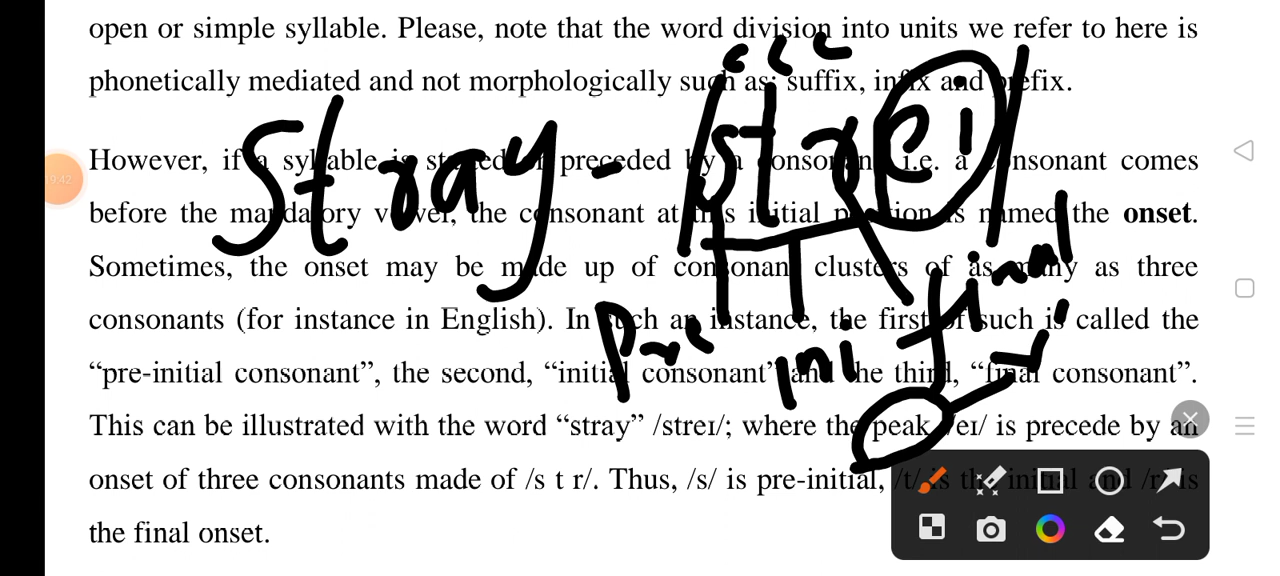 open or simple syllable. Please, note that the word division into units we refer to here is
phonetically mediated and not morphologically such as; suffix, infix and prefix.
c c c
Stray - /strei/
However, if a syllable is started or preceded by a consonant i.e. a consonant comes
before the mandatory vowel, the consonant at this initial position is named the onset.
Sometimes, the onset may be made up of consonant clusters of as many as three
consonants (for instance in English). In such an instance, the first of such is called the
Pre ini final
“pre-initial consonant”, the second, “initial consonant” and the third, “final consonant”.
This can be illustrated with the word “stray” /streɪ/; where the peak /eɪ/ is precede by an
onset of three consonants made of /s t r/. Thus, /s/ is pre-initial, /t/ is the initial and /r/ is
the final onset.
19:42